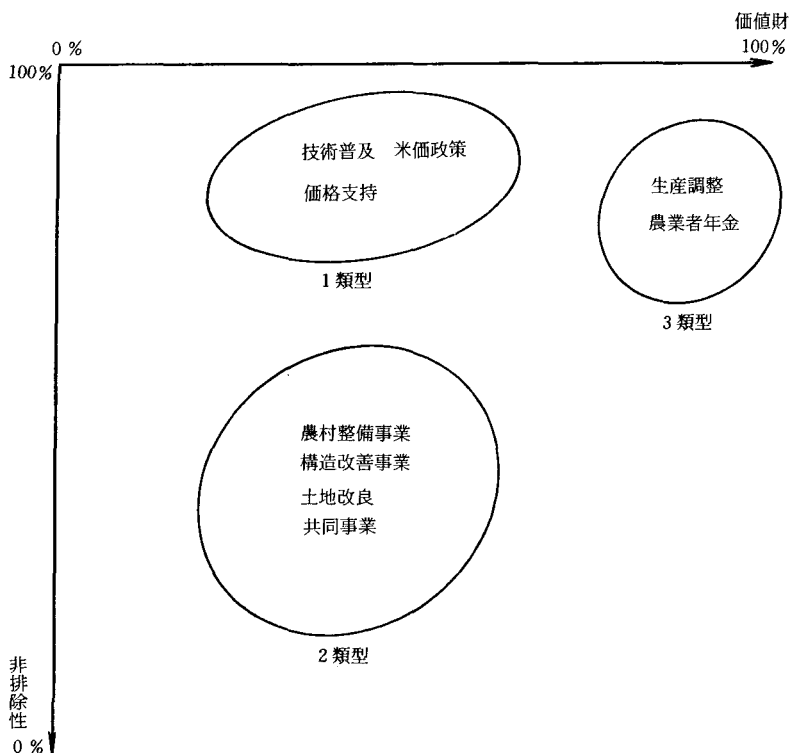 価値財
0 %
100%
100%
技術普及 米価政策
価格支持
1 類型
生産調整
農業者年金
3 類型
農村整備事業
構造改善事業
土地改良
共同事業
2 類型
非排除性
0 %